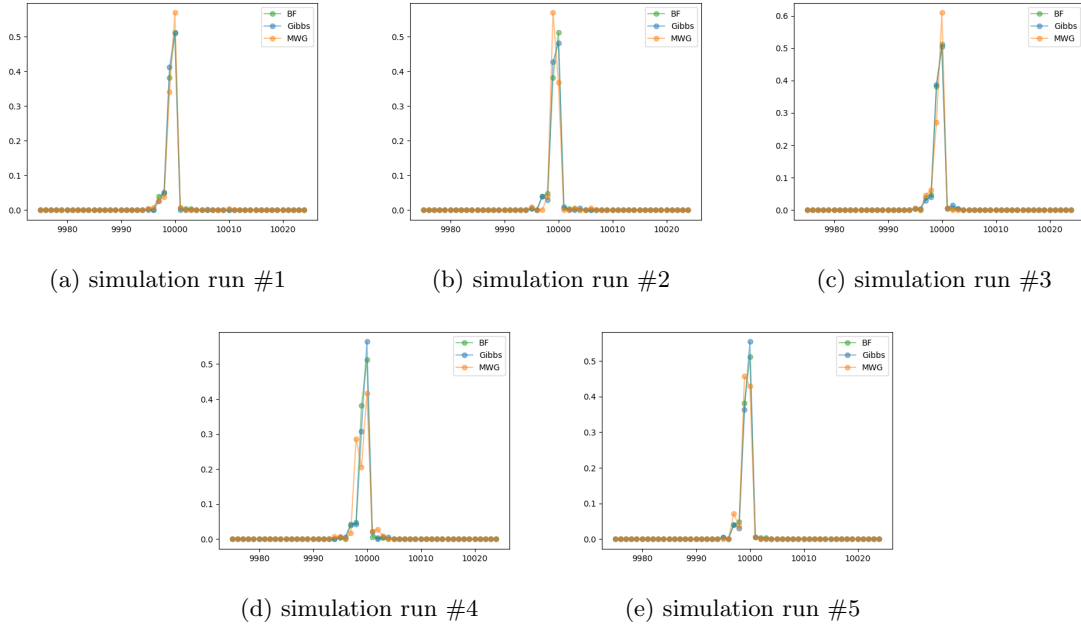 BF
Gibbs
MWG
0.5
0.4
0.3
0.2
0.1
0.0
9980 9990 10000 10010 10020
(a) simulation run #1
BF
Gibbs
MWG
0.5
0.4
0.3
0.2
0.1
0.0
9980 9990 10000 10010 10020
(b) simulation run #2
BF
Gibbs
MWG
0.6
0.5
0.4
0.3
0.2
0.1
0.0
9980 9990 10000 10010 10020
(c) simulation run #3
BF
Gibbs
MWG
0.5
0.4
0.3
0.2
0.1
0.0
9980 9990 10000 10010 10020
(d) simulation run #4
BF
Gibbs
MWG
0.5
0.4
0.3
0.2
0.1
0.0
9980 9990 10000 10010 10020
(e) simulation run #5